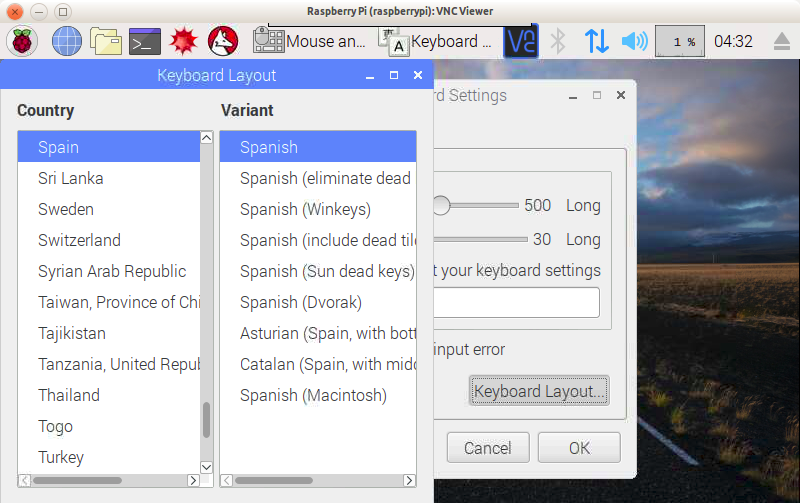 Raspberry Pi (raspberrypi): VNC Viewer
Mouse an...
A
Keyboard ...
1 %
04:32
Keyboard Layout
Country
Variant
Spain
Sri Lanka
Sweden
Switzerland
Syrian Arab Republic
Taiwan, Province of Chi
Tajikistan
Tanzania, United Repub
Thailand
Togo
Turkey
Spanish
Spanish (eliminate dead
Spanish (Winkeys)
Spanish (include dead til
Spanish (Sun dead keys)
Spanish (Dvorak)
Asturian (Spain, with bott
Catalan (Spain, with midd
Spanish (Macintosh)
rd Settings
500 Long
30 Long
t your keyboard settings
input error
Keyboard Layout...
Cancel
OK